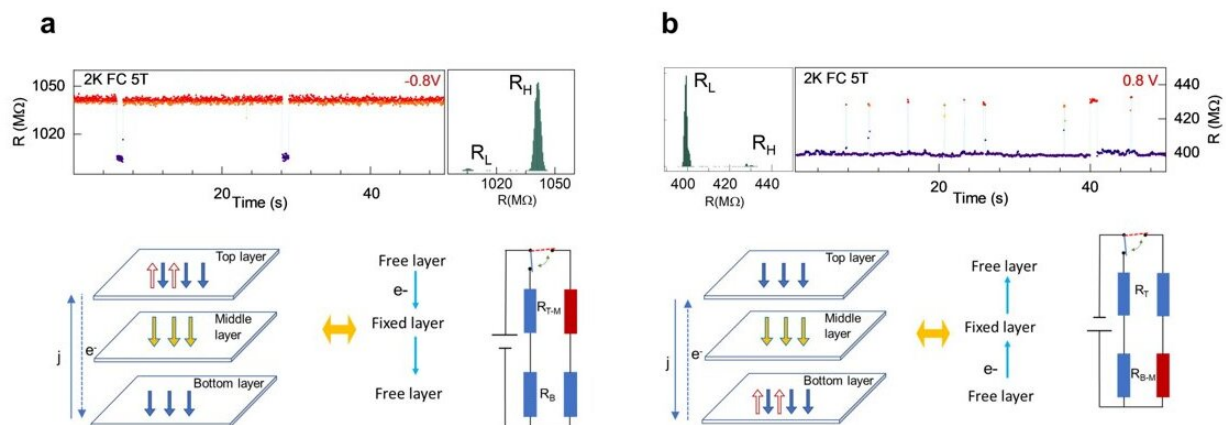 a
2K FC 5T
-0.8V
R (MΩ)
1050
1020
20
40
Time (s)
R_H
R_L
1020
1050
R(MΩ)
Top layer
Middle
layer
Bottom layer
j
e-
Free layer
e-
Fixed layer
Free layer
R_T-M
R_B
b
R_L
R_H
400
420
440
R(MΩ)
2K FC 5T
0.8 V
440
420
400
R (MΩ)
20
40
Time (s)
Top layer
Middle
layer
Bottom layer
j
e-
Free layer
Fixed layer
e-
Free layer
R_T
R_B-M